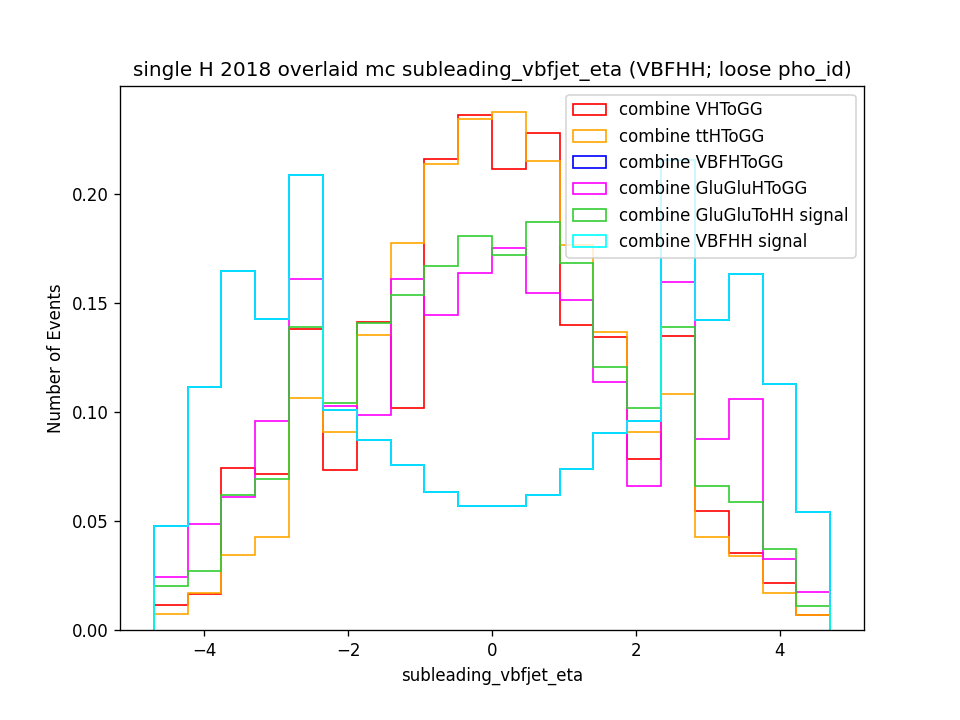 single H 2018 overlaid mc subleading_vbfjet_eta (VBFHH; loose pho_id)
combine VHToGG
combine ttHToGG
combine VBFHToGG
combine GluGluHToGG
combine GluGluToHH signal
combine VBFHH signal
Number of Events
0.20
0.15
0.10
0.05
0.00
−4
−2
0
2
4
subleading_vbfjet_eta